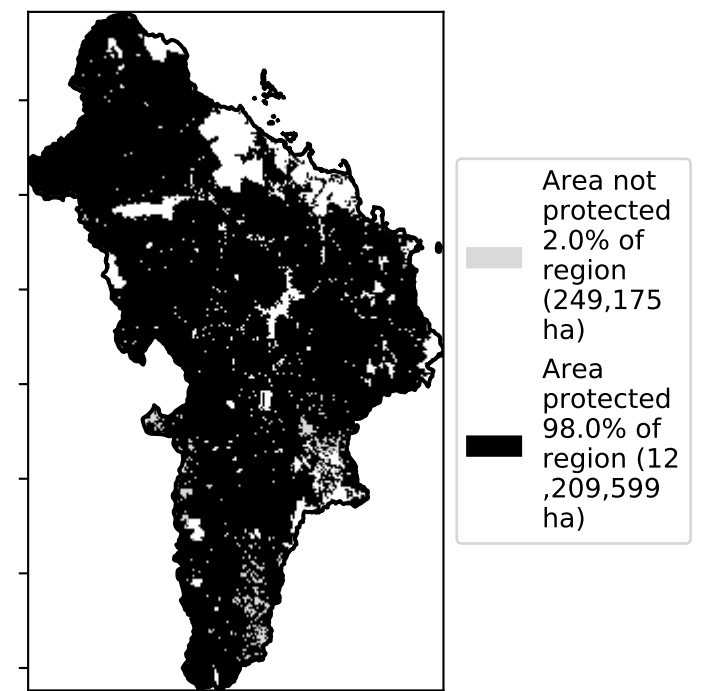 Area not
protected
2.0% of
region
(249,175
ha)
Area
protected
98.0% of
region (12
,209,599
ha)